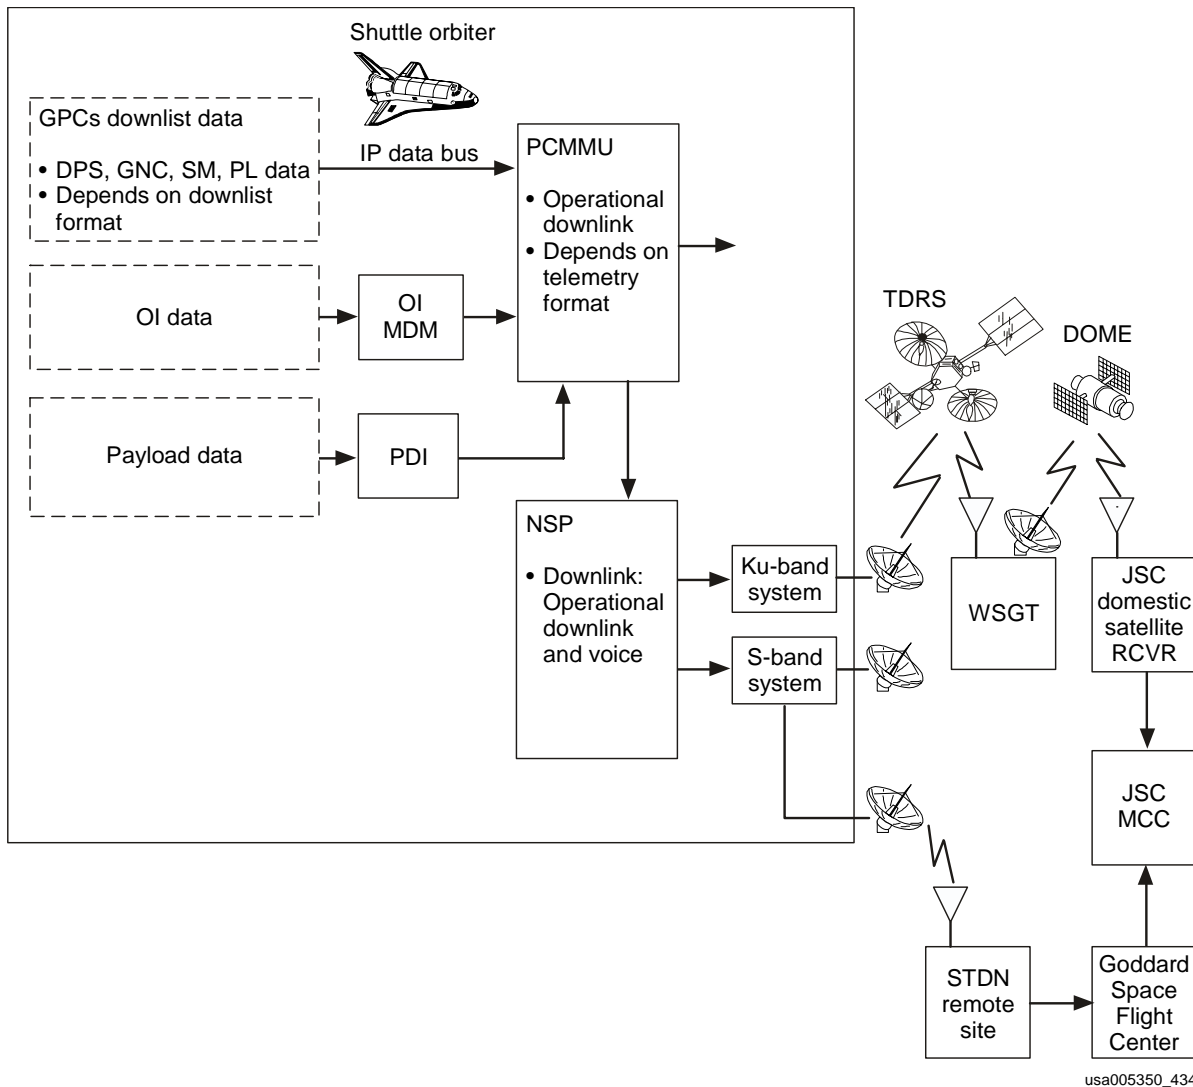 Shuttle orbiter
GPCs downlist data
• DPS, GNC, SM, PL data
• Depends on downlist
format
IP data bus
PCMMU
• Operational
downlink
• Depends on
telemetry
format
OI data
OI
MDM
Payload data
PDI
NSP
• Downlink:
Operational
downlink
and voice
Ku-band
system
S-band
system
TDRS
DOME
WSGT
JSC
domestic
satellite
RCVR
JSC
MCC
STDN
remote
site
Goddard
Space
Flight
Center
usa005350_434